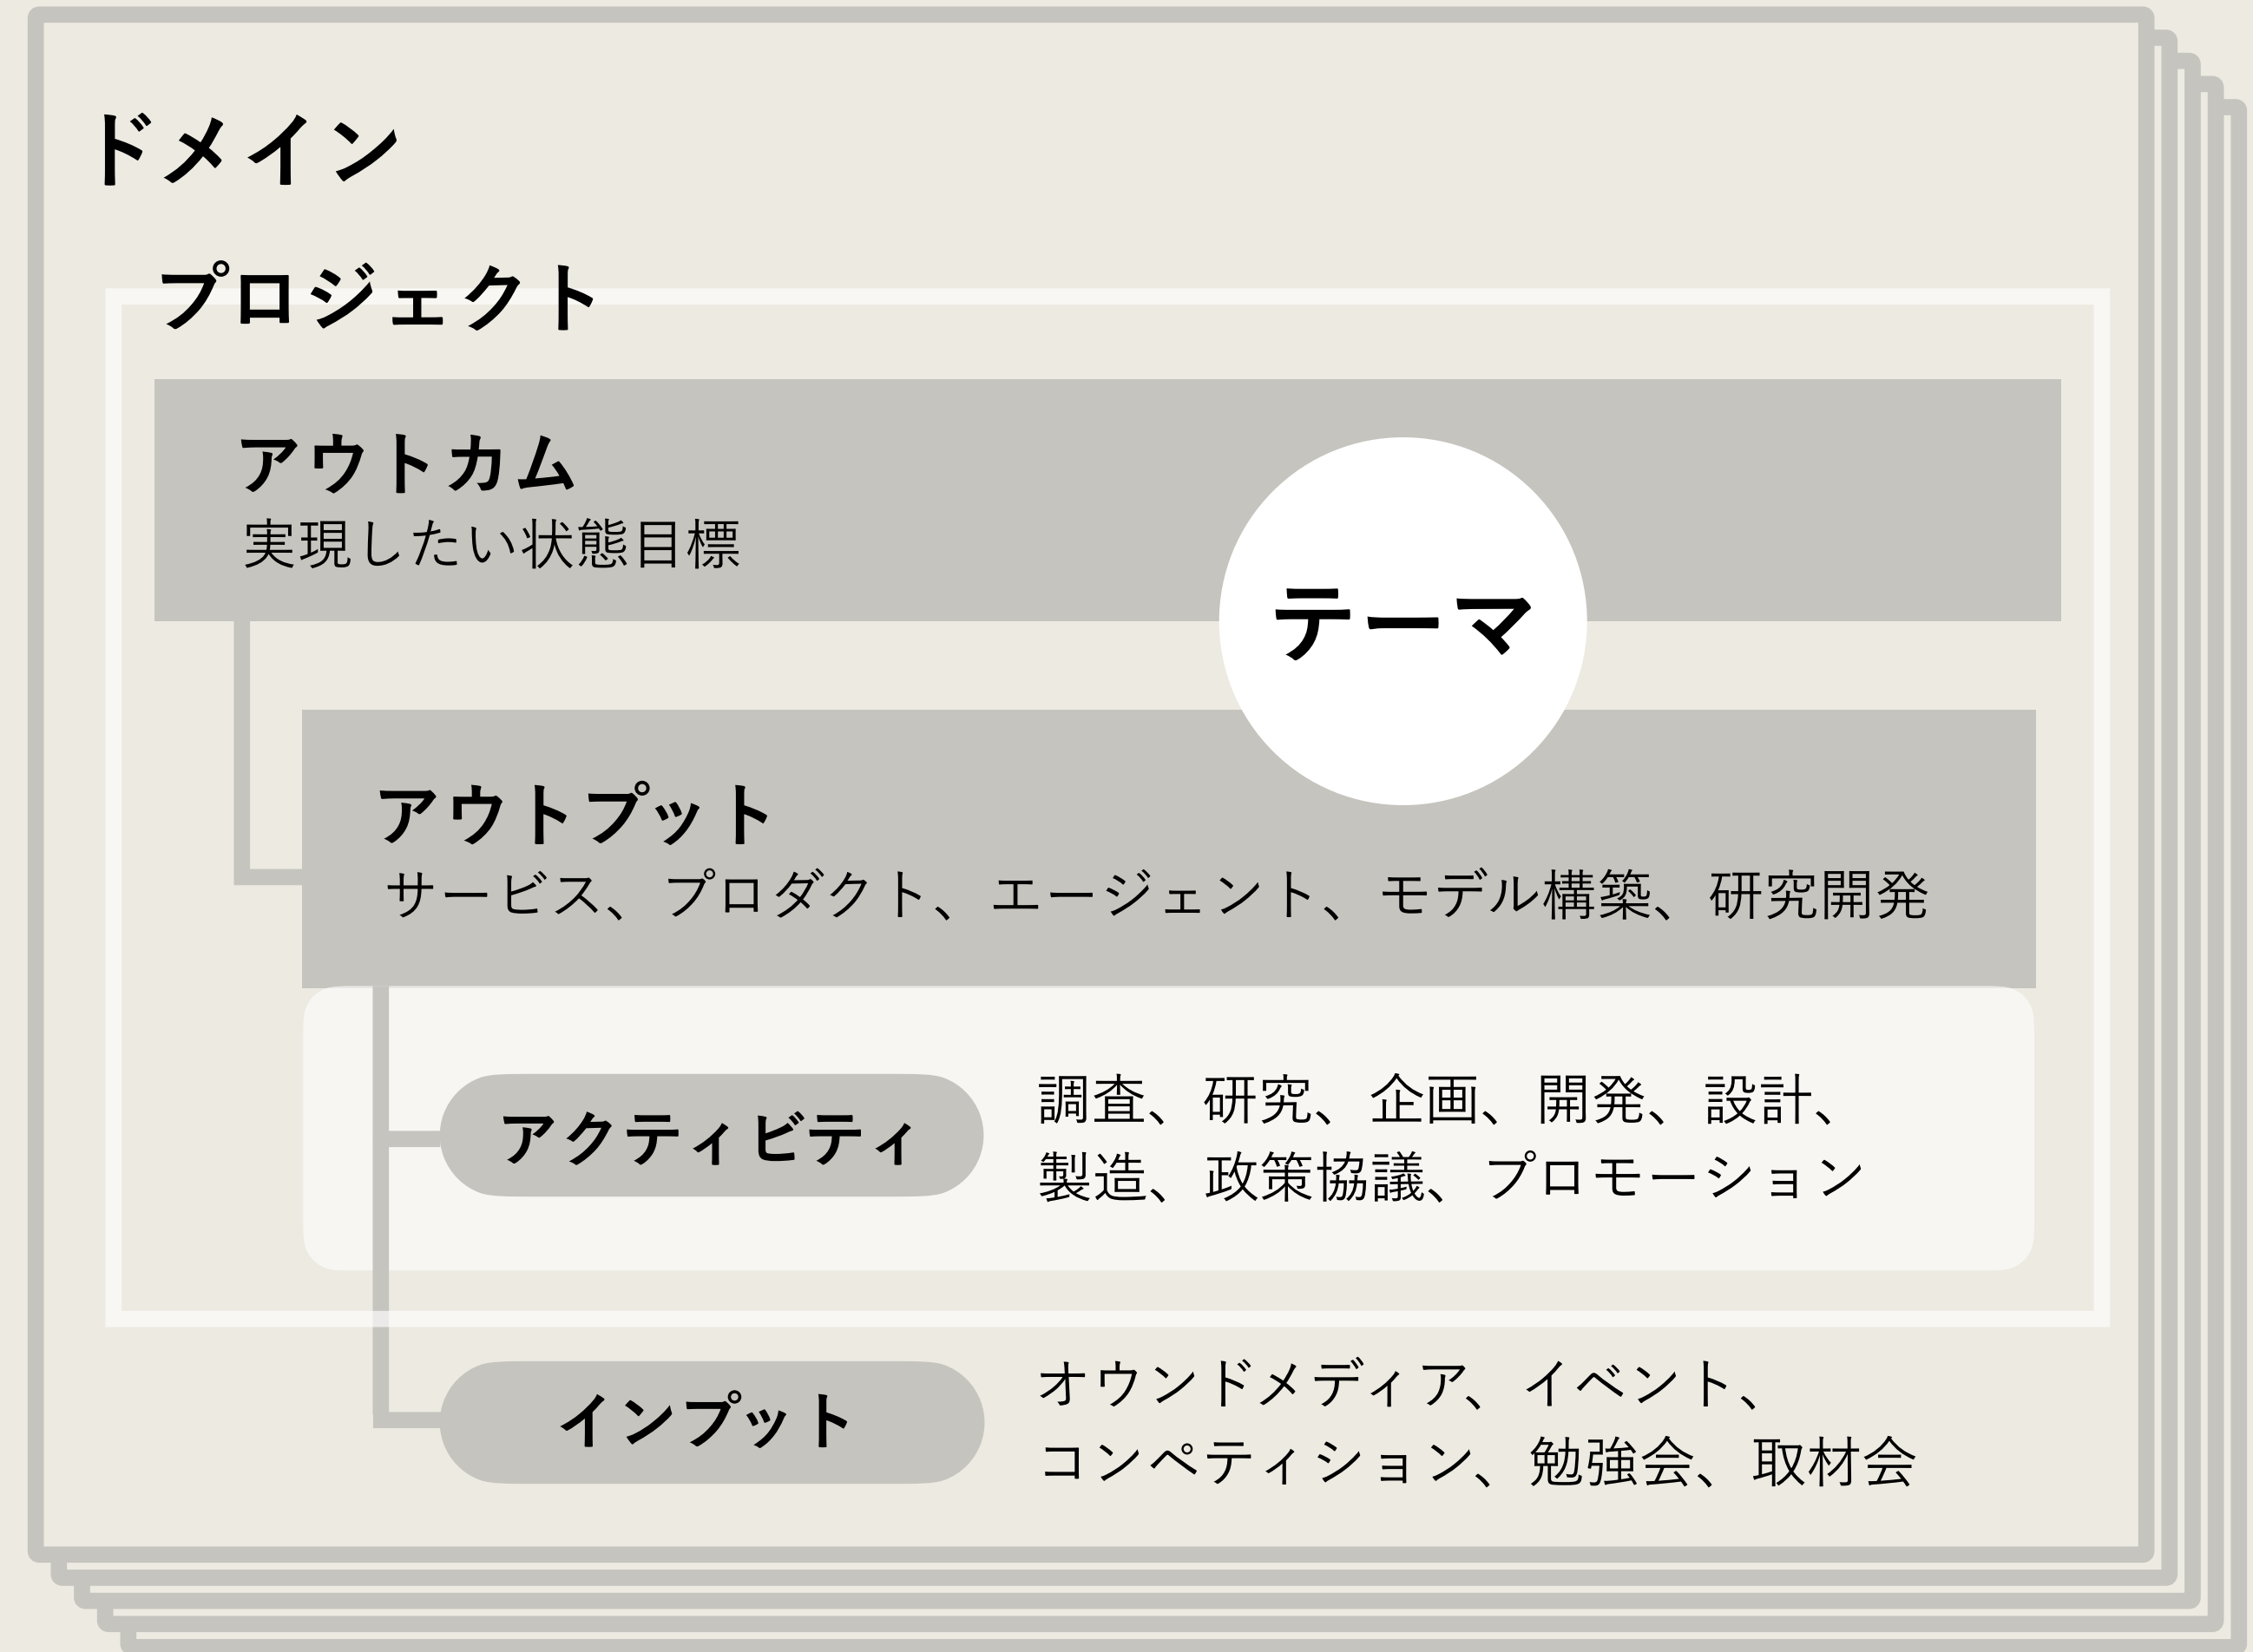 ドメイン
プロジェクト
アウトカム
実現したい状態目標
テーマ
アウトプット
サービス、プロダクト、エージェント、モデル構築、研究開発
アクティビティ
調査、研究、企画、開発、設計、
製造、政策協議、プロモーション
インプット
オウンドメディア、イベント、
コンペティション、勉強会、取材会